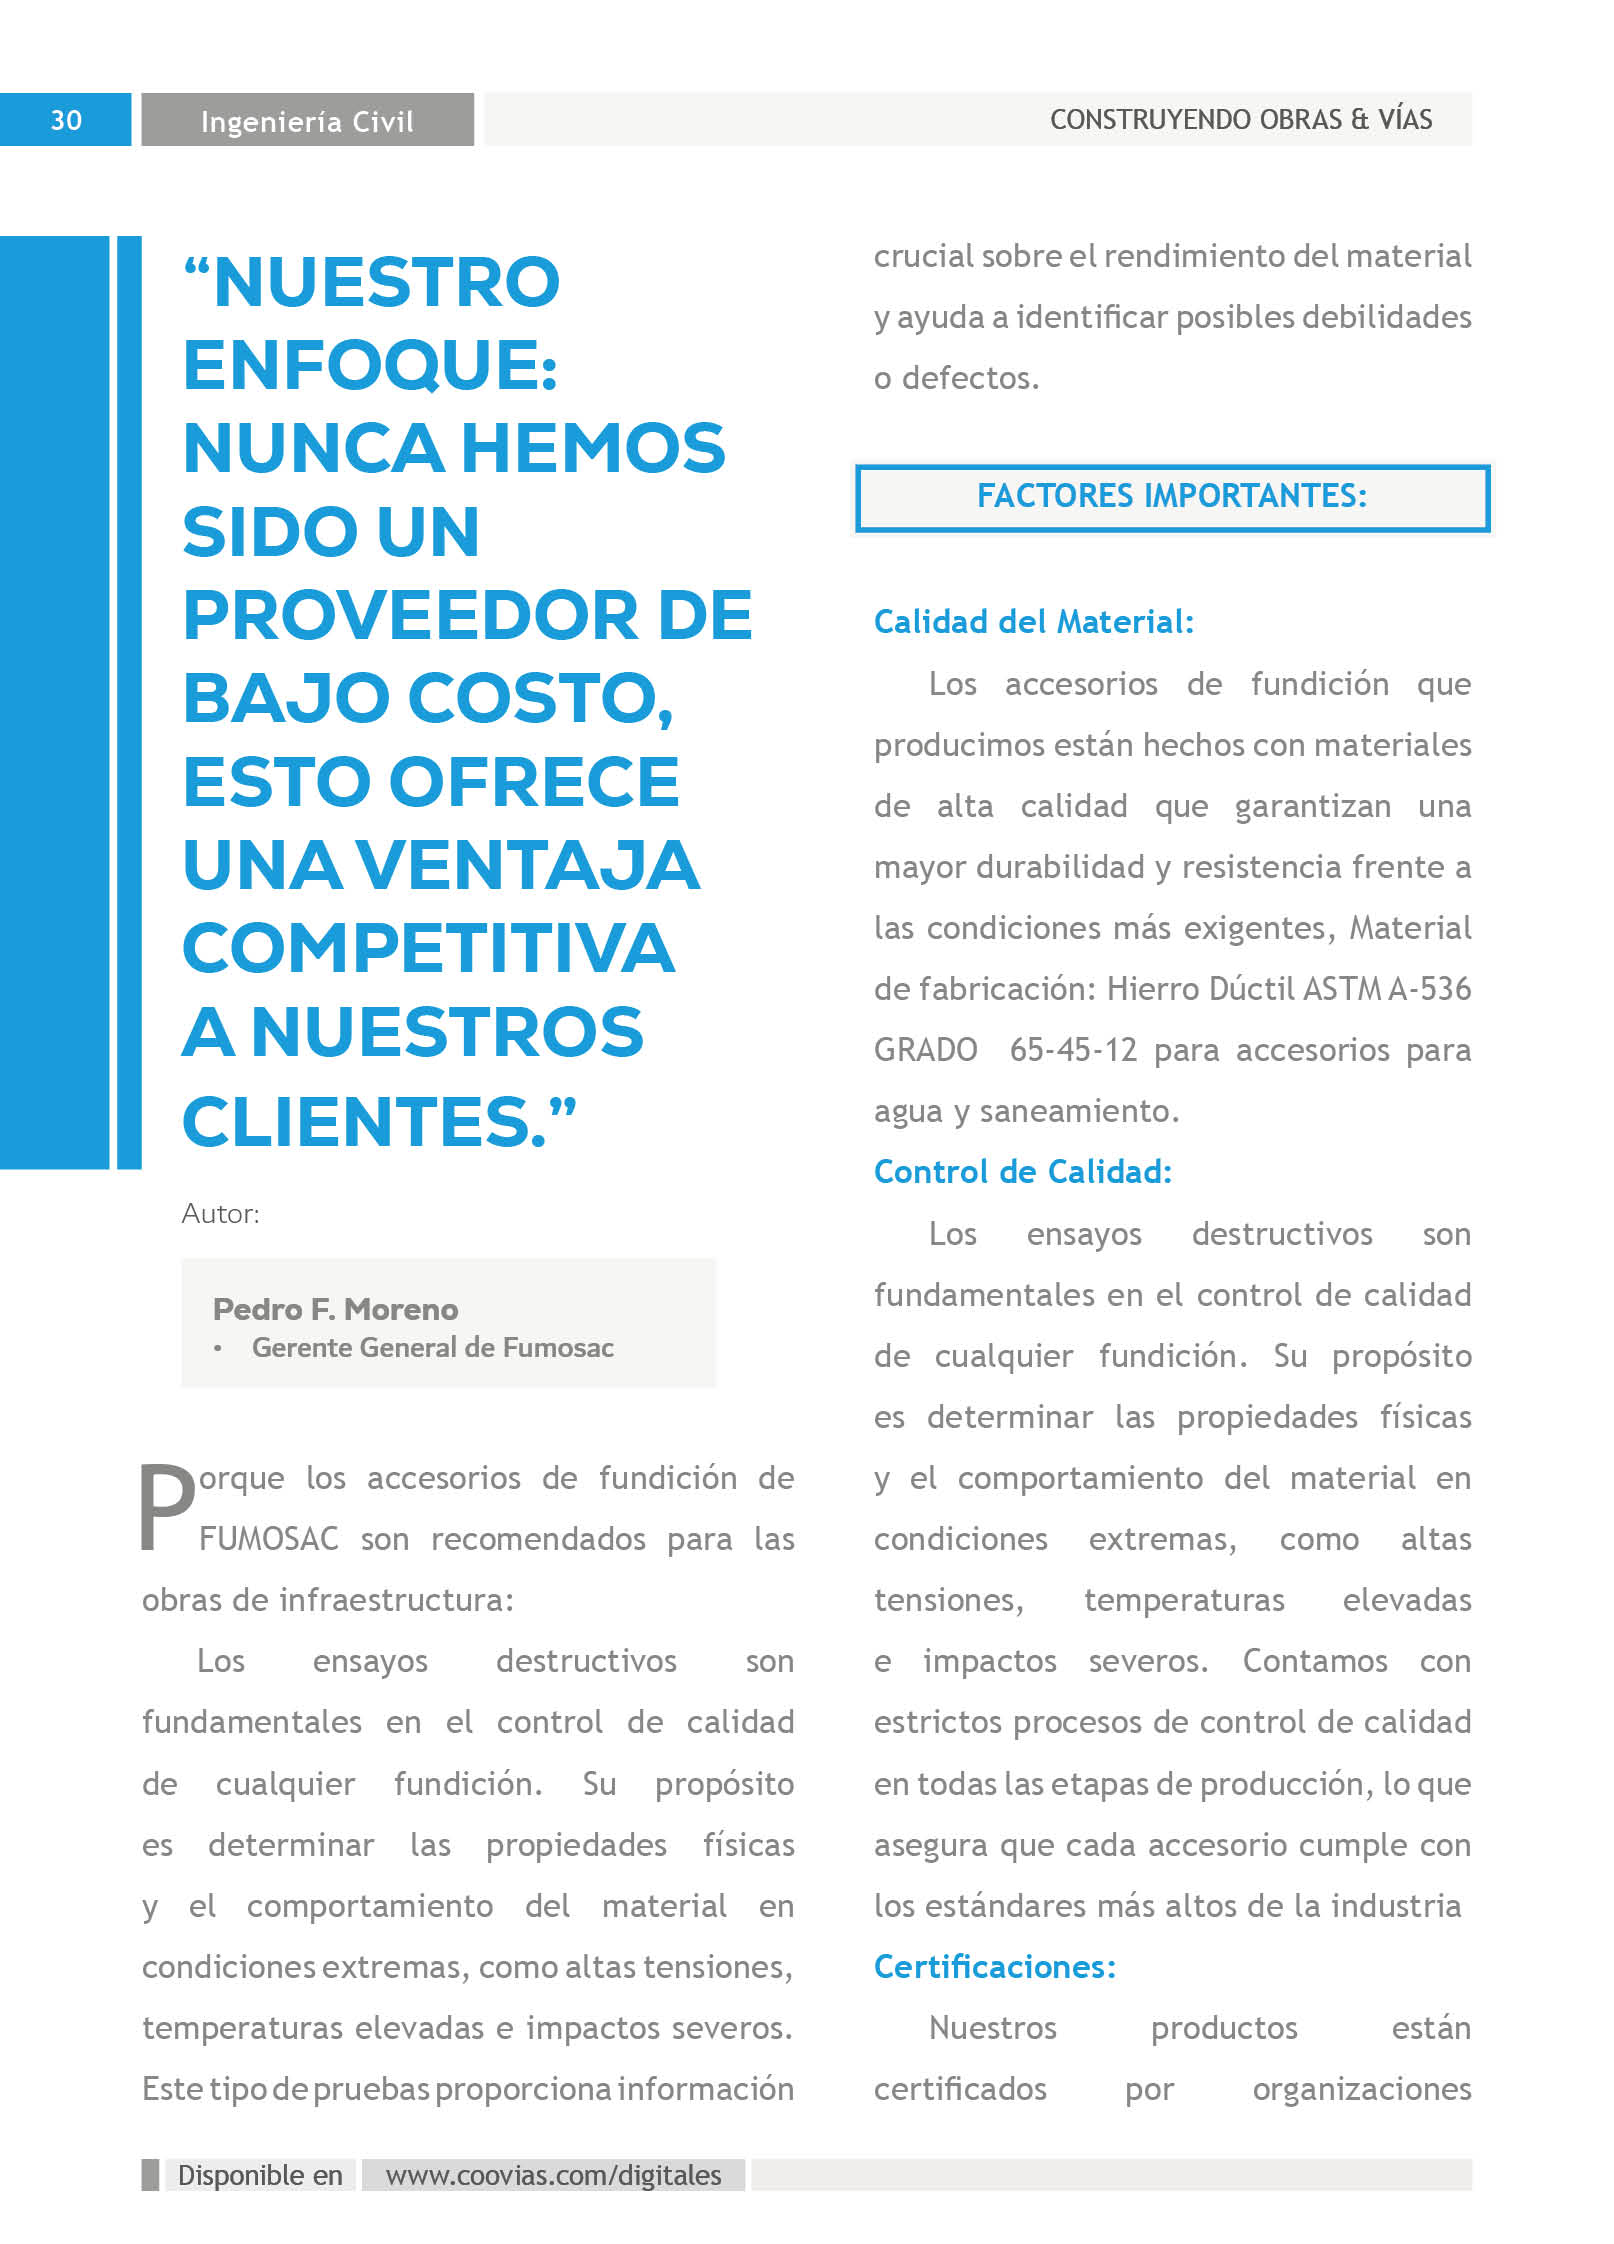 30
Ingeniería Civil
CONSTRUYENDO OBRAS & VÍAS
“NUESTRO
ENFOQUE:
NUNCA HEMOS
SIDO UN
PROVEEDOR DE
BAJO COSTO,
ESTO OFRECE
UNA VENTAJA
COMPETITIVA
A NUESTROS
CLIENTES.”
Autor:
Pedro F. Moreno
• Gerente General de Fumosac
Porque los accesorios de fundición de
FUMOSAC son recomendados para las
obras de infraestructura:
Los ensayos destructivos son
fundamentales en el control de calidad
de cualquier fundición. Su propósito
es determinar las propiedades físicas
y el comportamiento del material en
condiciones extremas, como altas tensiones,
temperaturas elevadas e impactos severos.
Este tipo de pruebas proporciona información
crucial sobre el rendimiento del material
y ayuda a identificar posibles debilidades
o defectos.
FACTORES IMPORTANTES:
Calidad del Material:
Los accesorios de fundición que
producimos están hechos con materiales
de alta calidad que garantizan una
mayor durabilidad y resistencia frente a
las condiciones más exigentes, Material
de fabricación: Hierro Dúctil ASTM A-536
GRADO 65-45-12 para accesorios para
agua y saneamiento.
Control de Calidad:
Los ensayos destructivos son
fundamentales en el control de calidad
de cualquier fundición. Su propósito
es determinar las propiedades físicas
y el comportamiento del material en
condiciones extremas, como altas
tensiones, temperaturas elevadas
e impactos severos. Contamos con
estrictos procesos de control de calidad
en todas las etapas de producción, lo que
asegura que cada accesorio cumple con
los estándares más altos de la industria
Certificaciones:
Nuestros productos están
certificados por organizaciones
Disponible en
www.coovias.com/digitales